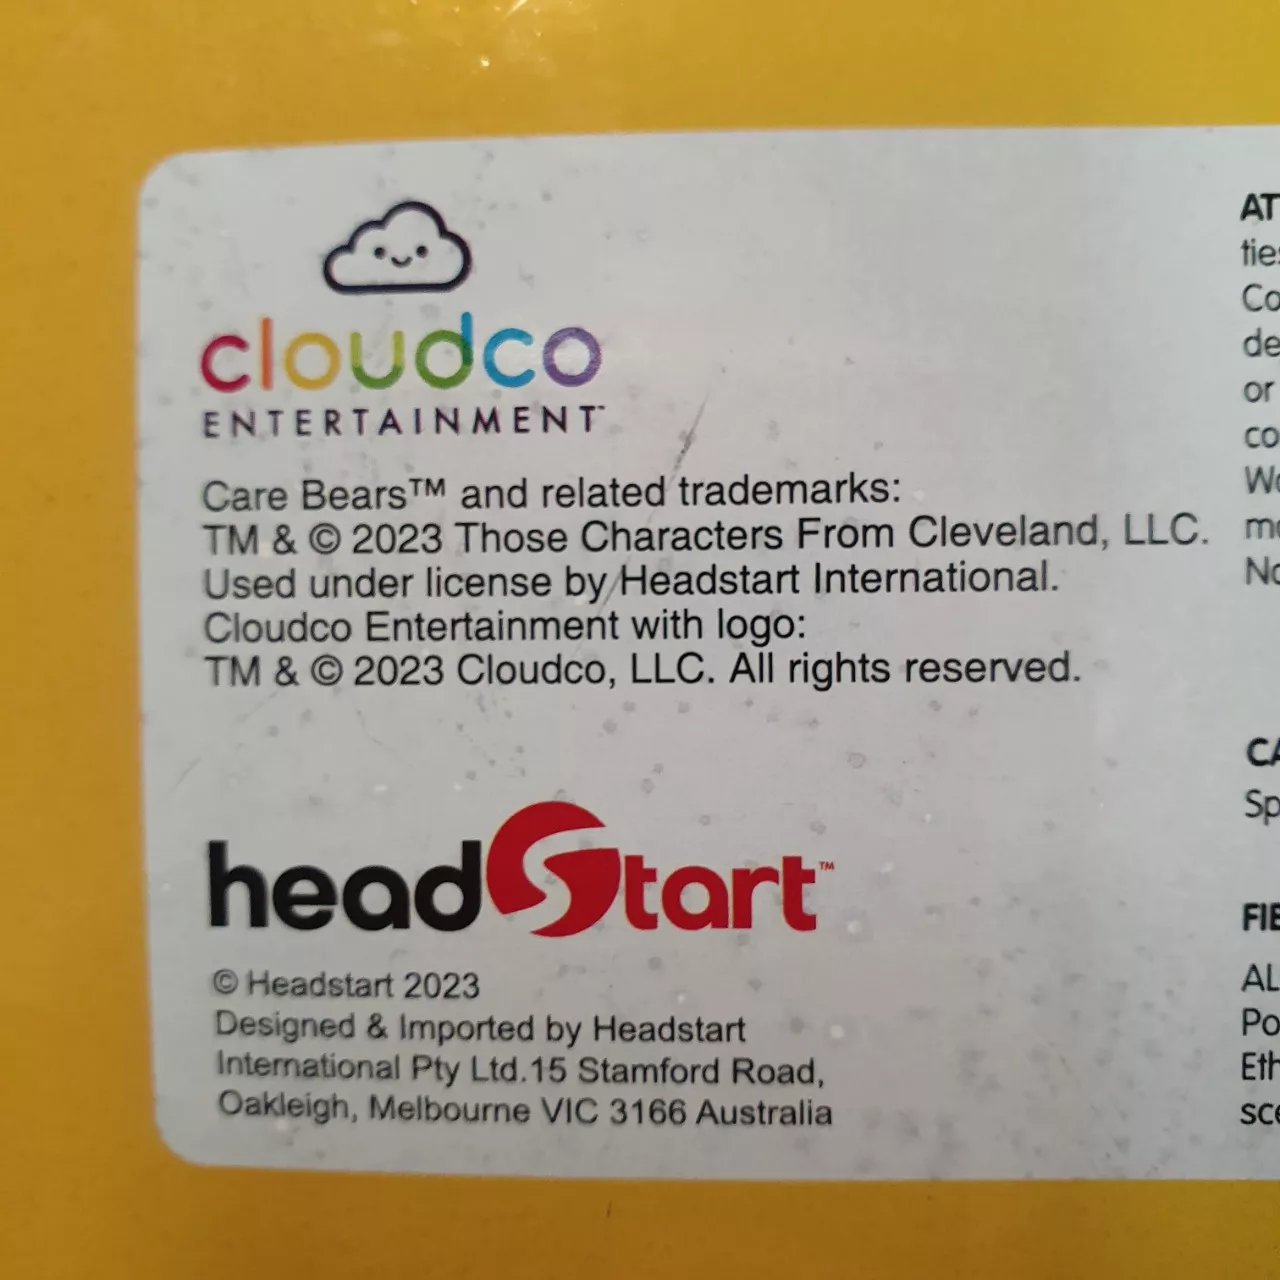 cloudco
ENTERTAINMENT™
Care Bears™ and related trademarks:
TM & © 2023 Those Characters From Cleveland, LLC.
Used under license by Headstart International.
Cloudco Entertainment with logo:
TM & © 2023 Cloudco, LLC. All rights reserved.
headstart™
© Headstart 2023
Designed & Imported by Headstart
International Pty Ltd.15 Stamford Road,
Oakleigh, Melbourne VIC 3166 Australia
or